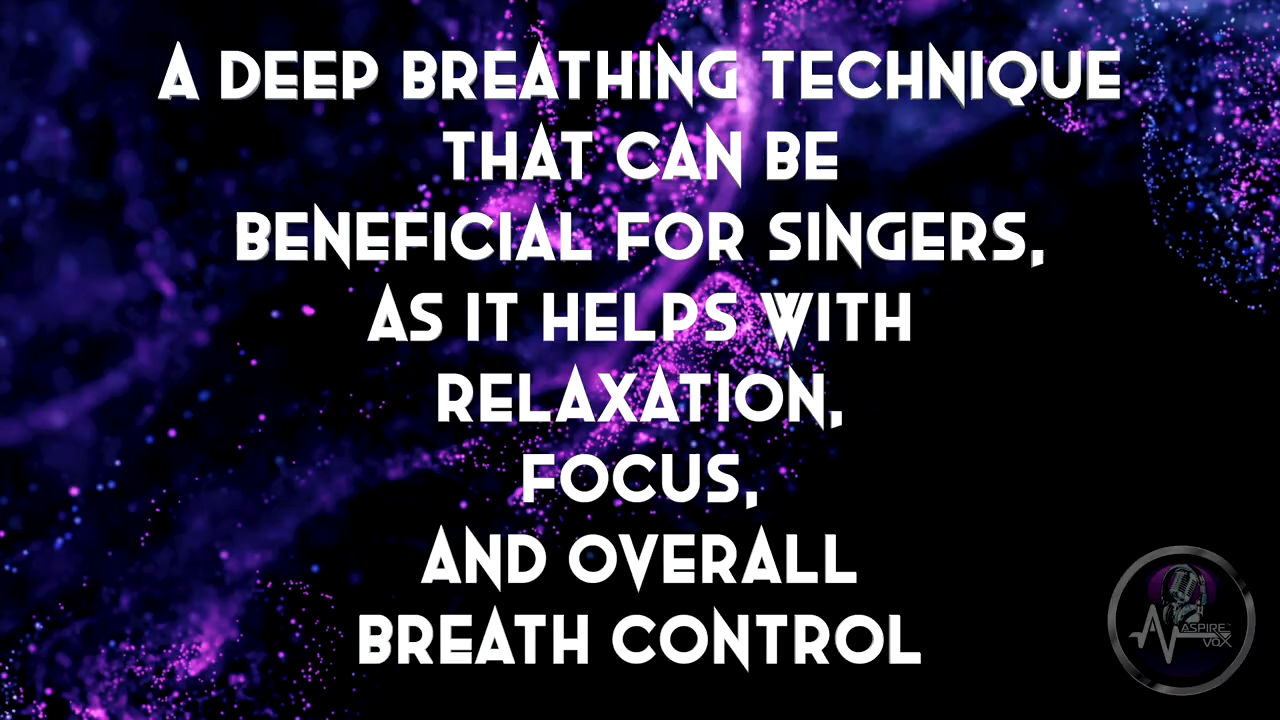 A DEEP BREATHING TECHNIQUE
THAT CAN BE
BENEFICIAL FOR SINGERS,
AS IT HELPS WITH
RELAXATION,
FOCUS,
AND OVERALL
BREATH CONTROL
ASPIRE
VOX